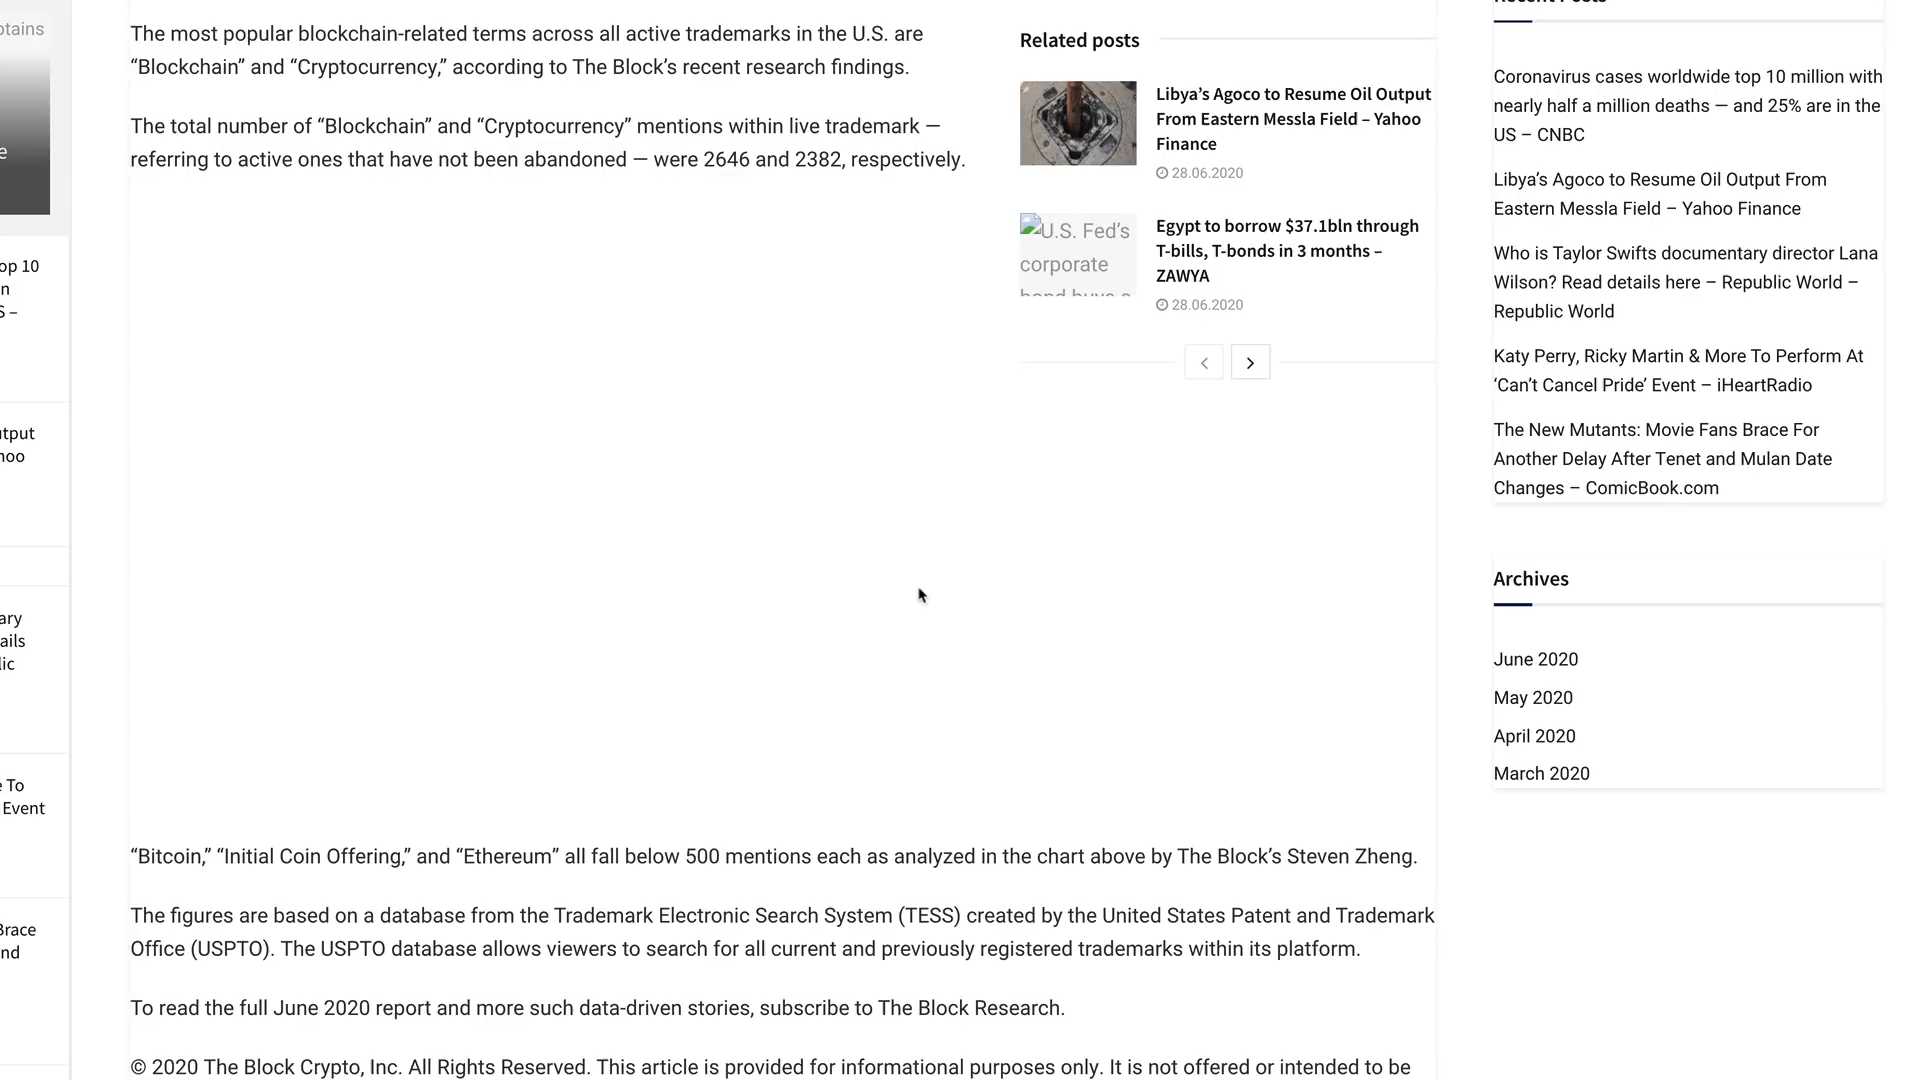 ptains
e
op 10
n
S –
utput
hoo
ary
ails
lic
e To
Event
Brace
nd
The most popular blockchain-related terms across all active trademarks in the U.S. are
“Blockchain” and “Cryptocurrency,” according to The Block’s recent research findings.
The total number of “Blockchain” and “Cryptocurrency” mentions within live trademark —
referring to active ones that have not been abandoned — were 2646 and 2382, respectively.
Related posts
Libya’s Agoco to Resume Oil Output
From Eastern Messla Field – Yahoo
Finance
28.06.2020
U.S. Fed’s
corporate
bond buys a
Egypt to borrow $37.1bln through
T-bills, T-bonds in 3 months –
ZAWYA
28.06.2020
“Bitcoin,” “Initial Coin Offering,” and “Ethereum” all fall below 500 mentions each as analyzed in the chart above by The Block’s Steven Zheng.
The figures are based on a database from the Trademark Electronic Search System (TESS) created by the United States Patent and Trademark
Office (USPTO). The USPTO database allows viewers to search for all current and previously registered trademarks within its platform.
To read the full June 2020 report and more such data-driven stories, subscribe to The Block Research.
© 2020 The Block Crypto, Inc. All Rights Reserved. This article is provided for informational purposes only. It is not offered or intended to be
Recent Posts
Coronavirus cases worldwide top 10 million with
nearly half a million deaths — and 25% are in the
US – CNBC
Libya’s Agoco to Resume Oil Output From
Eastern Messla Field – Yahoo Finance
Who is Taylor Swifts documentary director Lana
Wilson? Read details here – Republic World –
Republic World
Katy Perry, Ricky Martin & More To Perform At
‘Can’t Cancel Pride’ Event – iHeartRadio
The New Mutants: Movie Fans Brace For
Another Delay After Tenet and Mulan Date
Changes – ComicBook.com
Archives
June 2020
May 2020
April 2020
March 2020